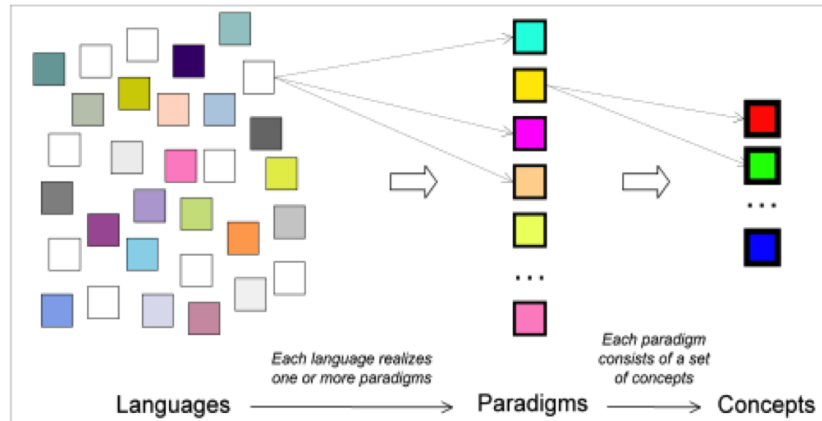 ...
...
Each language realizes
one or more paradigms
Each paradigm
consists of a set
of concepts
Languages
Paradigms
Concepts